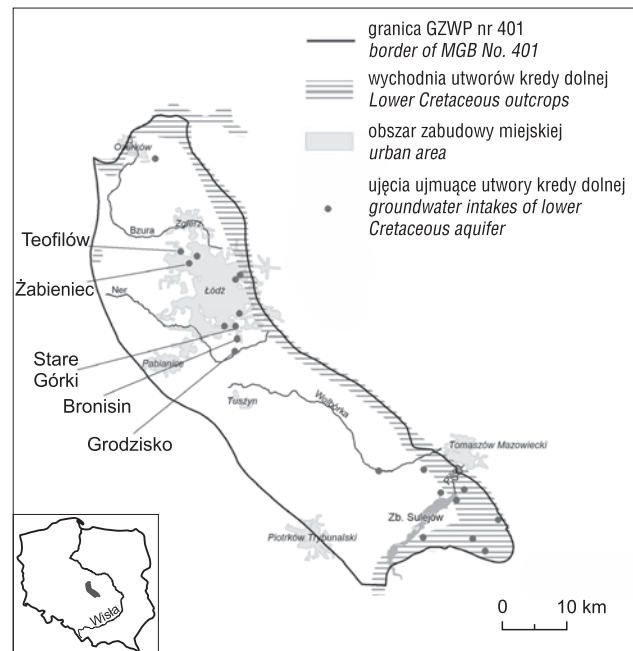 granica GZWP nr 401
border of MGB No. 401
wychodnia utworów kredy dolnej
Lower Cretaceous outcrops
obszar zabudowy miejskiej
urban area
ujęcia ujmuące utwory kredy dolnej
groundwater intakes of lower
Cretaceous aquifer
Ozorków
Bzura
Zgierz
Teofilów
Żabieniec
Łódź
Ner
Stare
Górki
Pabianice
Bronisin
Tuszyn
Wolbórka
Grodzisko
Tomaszów Mazowiecki
Zb. Sulejów
Piotrków Trybunalski
Wisła
0 10 km